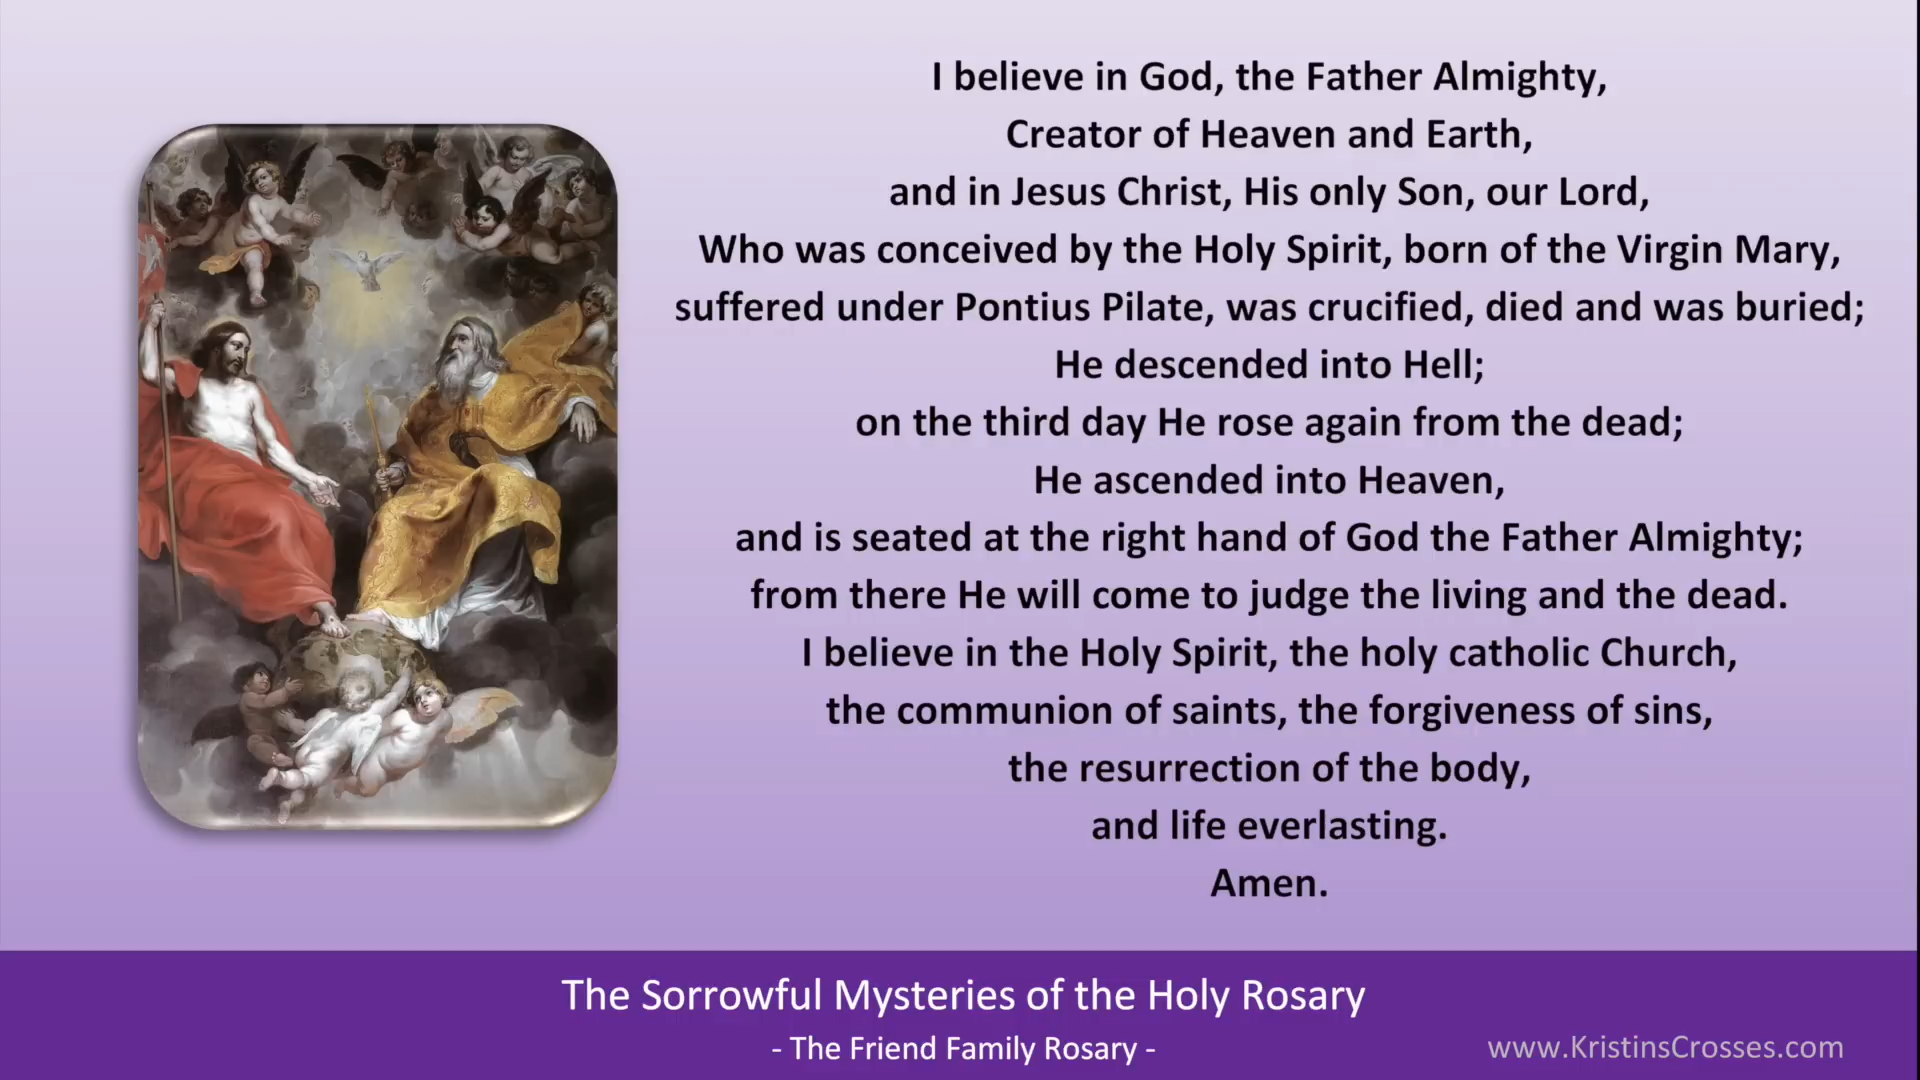 I believe in God, the Father Almighty,
Creator of Heaven and Earth,
and in Jesus Christ, His only Son, our Lord,
Who was conceived by the Holy Spirit, born of the Virgin Mary,
suffered under Pontius Pilate, was crucified, died and was buried;
He descended into Hell;
on the third day He rose again from the dead;
He ascended into Heaven,
and is seated at the right hand of God the Father Almighty;
from there He will come to judge the living and the dead.
I believe in the Holy Spirit, the holy catholic Church,
the communion of saints, the forgiveness of sins,
the resurrection of the body,
and life everlasting.
Amen.
The Sorrowful Mysteries of the Holy Rosary
- The Friend Family Rosary -
www.KristinsCrosses.com